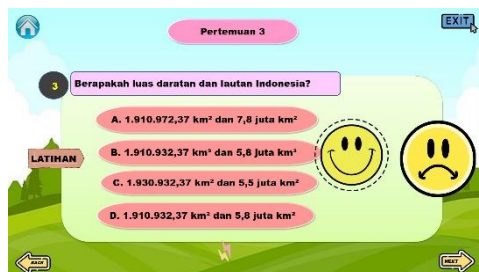 Pertemuan 3
EXIT
3
Berapakah luas daratan dan lautan Indonesia?
A. 1.910.972,37 km² dan 7,8 juta km²
LATIHAN
B. 1.910.932,37 km² dan 5,6 juta km²
C. 1.930.932,37 km² dan 5,5 juta km²
D. 1.910.932,37 km² dan 5,8 juta km²
BACK
NEXT